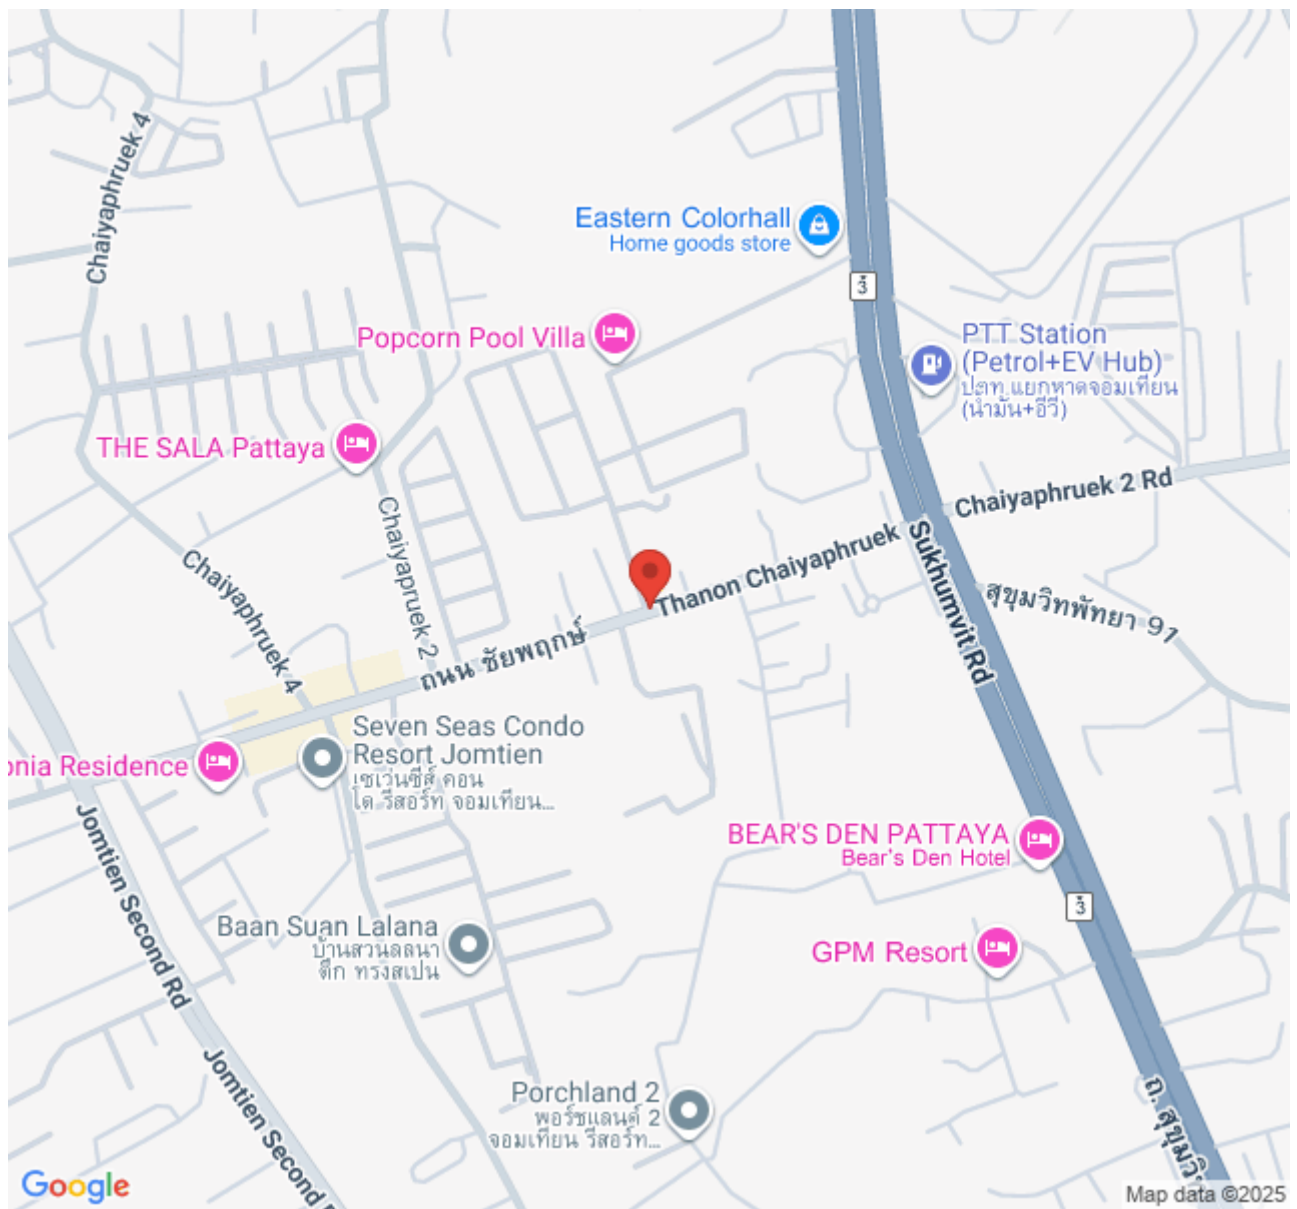 Chaiyaphruek 4
Eastern Colorhall
Home goods store
3
Popcorn Pool Villa
PTT Station
(Petrol+EV Hub)
ปตท.แยกหาดจอมเทียน
(น้ำมัน+อีวี)
THE SALA Pattaya
Chaiyaphruek 2 Rd
Chaiyapruek 2
Thanon Chaiyaphruek
Sukhumvit Rd
Chaiyaphruek 4
สุขุมวิทพัทยา 91
ถนน ชัยพฤกษ์
Seven Seas Condo
Resort Jomtien
เซเว่นซีส์ คอน
โด รีสอร์ท จอมเทียน...
onia Residence
Jomtien Second Rd
BEAR'S DEN PATTAYA
Bear's Den Hotel
3
Baan Suan Lalana
บ้านสวนลลนา
ตึก ทรงสเปน
GPM Resort
Jomtien Second R
Porchland 2
พอร์ชแลนด์ 2
จอมเทียน รีสอร์ท...
ถ. สุขุมวิ
Google
Map data ©2025